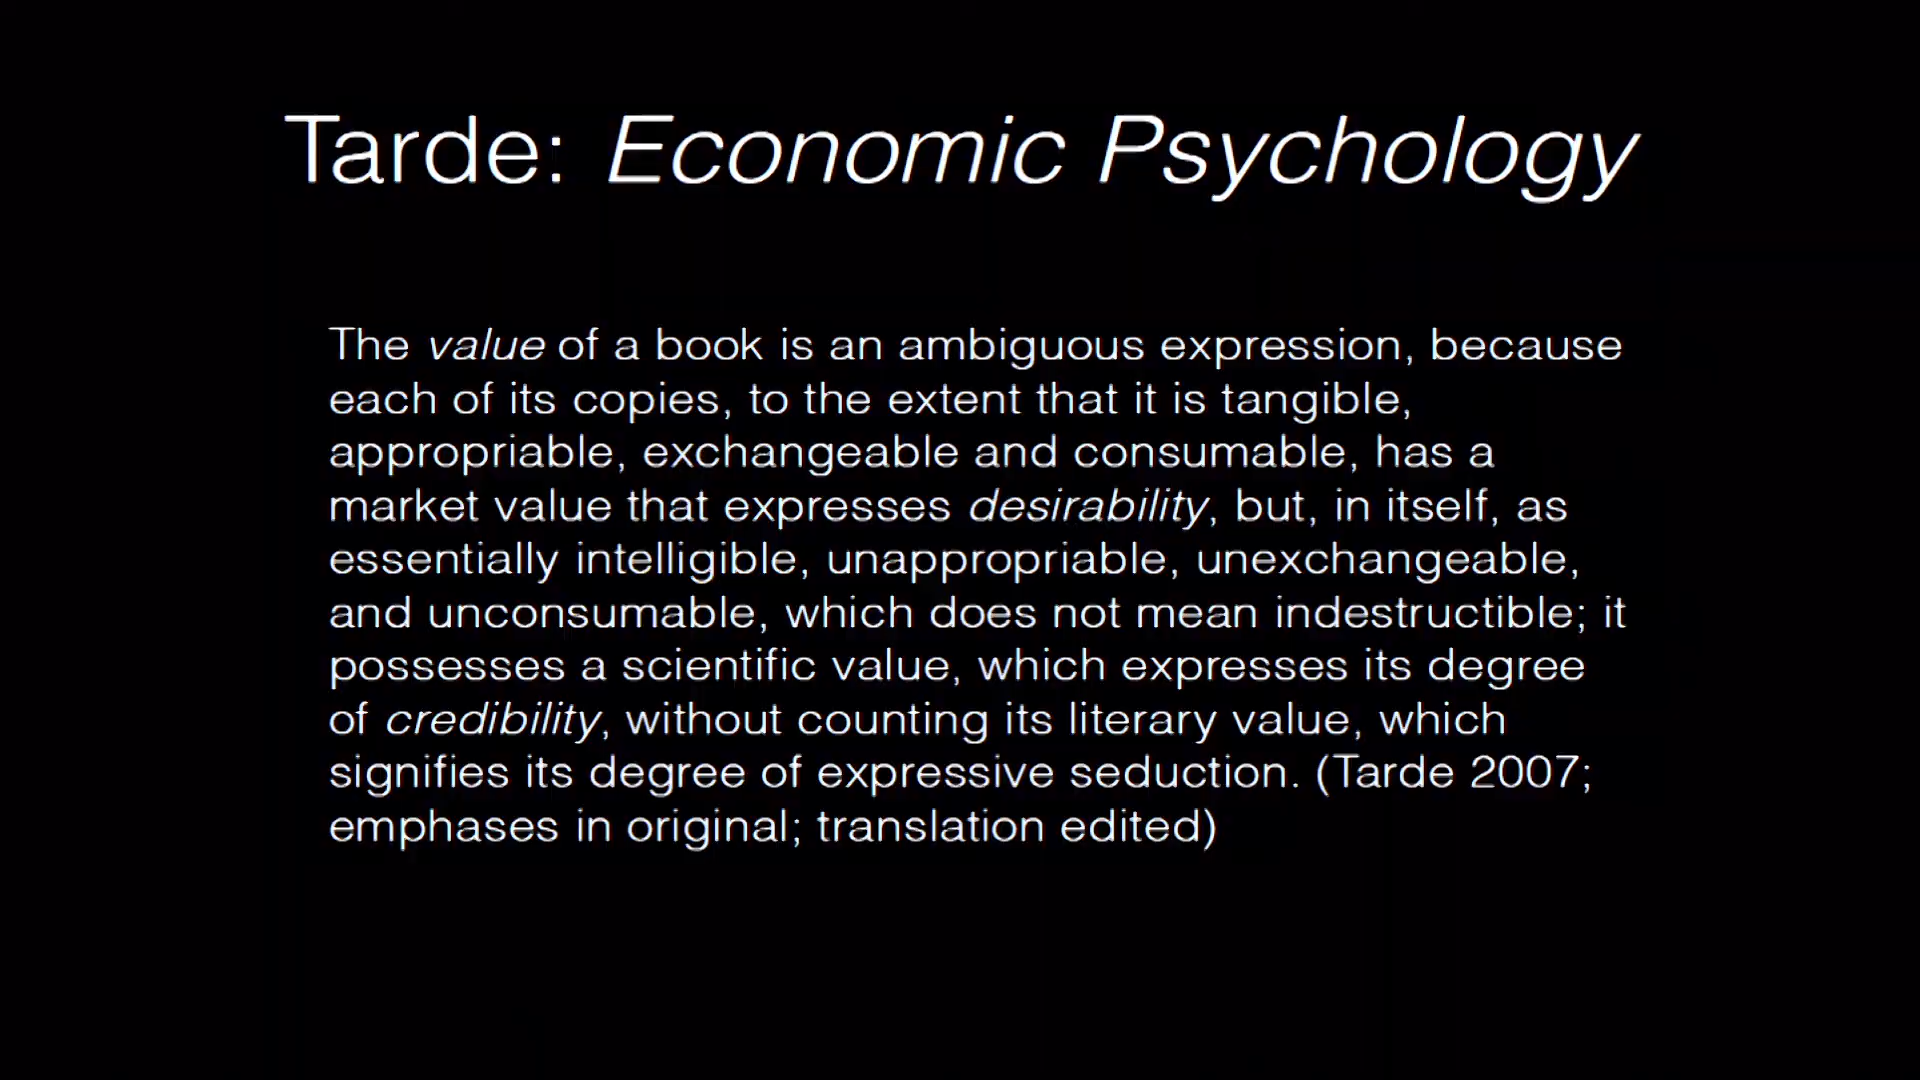 Tarde: Economic Psychology
The value of a book is an ambiguous expression, because
each of its copies, to the extent that it is tangible,
appropriable, exchangeable and consumable, has a
market value that expresses desirability, but, in itself, as
essentially intelligible, unappropriable, unexchangeable,
and unconsumable, which does not mean indestructible; it
possesses a scientific value, which expresses its degree
of credibility, without counting its literary value, which
signifies its degree of expressive seduction. (Tarde 2007;
emphases in original; translation edited)